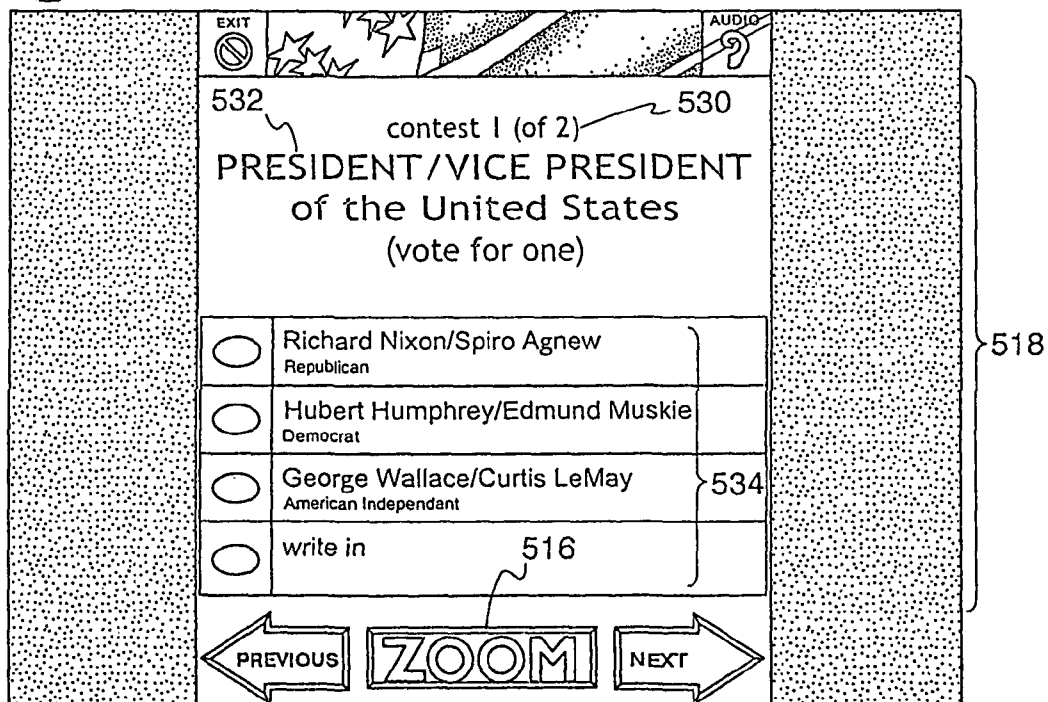 EXIT
AUDIO
532
530
contest 1 (of 2)
PRESIDENT/VICE PRESIDENT
of the United States
(vote for one)
518
Richard Nixon/Spiro Agnew
Republican
Hubert Humphrey/Edmund Muskie
Democrat
George Wallace/Curtis LeMay
534
American Independant
write in
516
PREVIOUS
ZOOM
NEXT